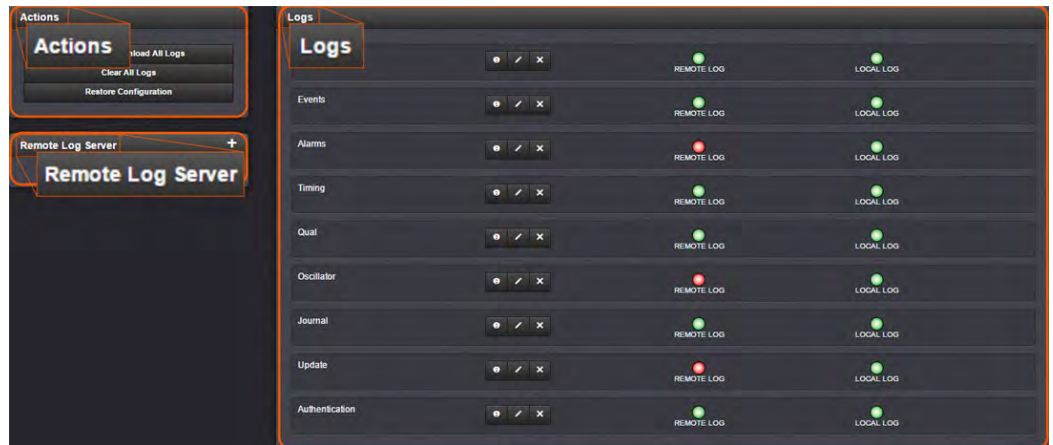 Actions
Actions
nload All Logs
Clear All Logs
Restore Configuration
Remote Log Server +
Remote Log Server
Logs
Logs
REMOTE LOG LOCAL LOG
Events
REMOTE LOG LOCAL LOG
Alarms
REMOTE LOG LOCAL LOG
Timing
REMOTE LOG LOCAL LOG
Qual
REMOTE LOG LOCAL LOG
Oscillator
REMOTE LOG LOCAL LOG
Journal
REMOTE LOG LOCAL LOG
Update
REMOTE LOG LOCAL LOG
Authentication
REMOTE LOG LOCAL LOG